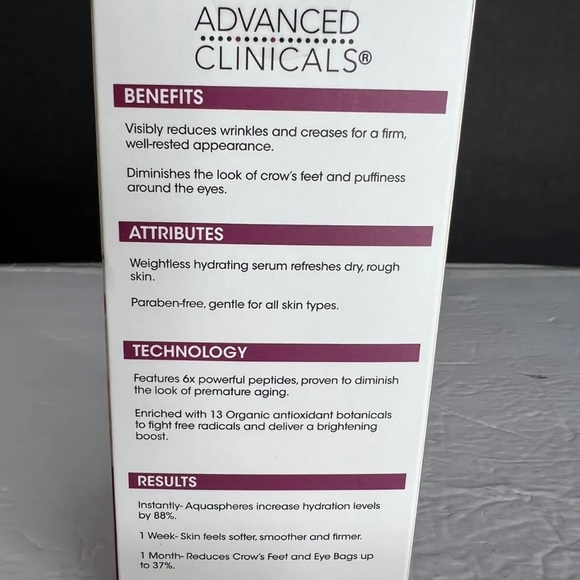 ADVANCED
CLINICALS®
BENEFITS
Visibly reduces wrinkles and creases for a firm,
well-rested appearance.
Diminishes the look of crow's feet and puffiness
around the eyes.
ATTRIBUTES
Weightless hydrating serum refreshes dry, rough
skin.
Paraben-free, gentle for all skin types.
TECHNOLOGY
Features 6x powerful peptides, proven to diminish
the look of premature aging.
Enriched with 13 Organic antioxidant botanicals
to fight free radicals and deliver a brightening
boost.
RESULTS
Instantly- Aquaspheres increase hydration levels
by 88%.
1 Week- Skin feels softer, smoother and firmer.
1 Month- Reduces Crow's Feet and Eye Bags up
to 37%.